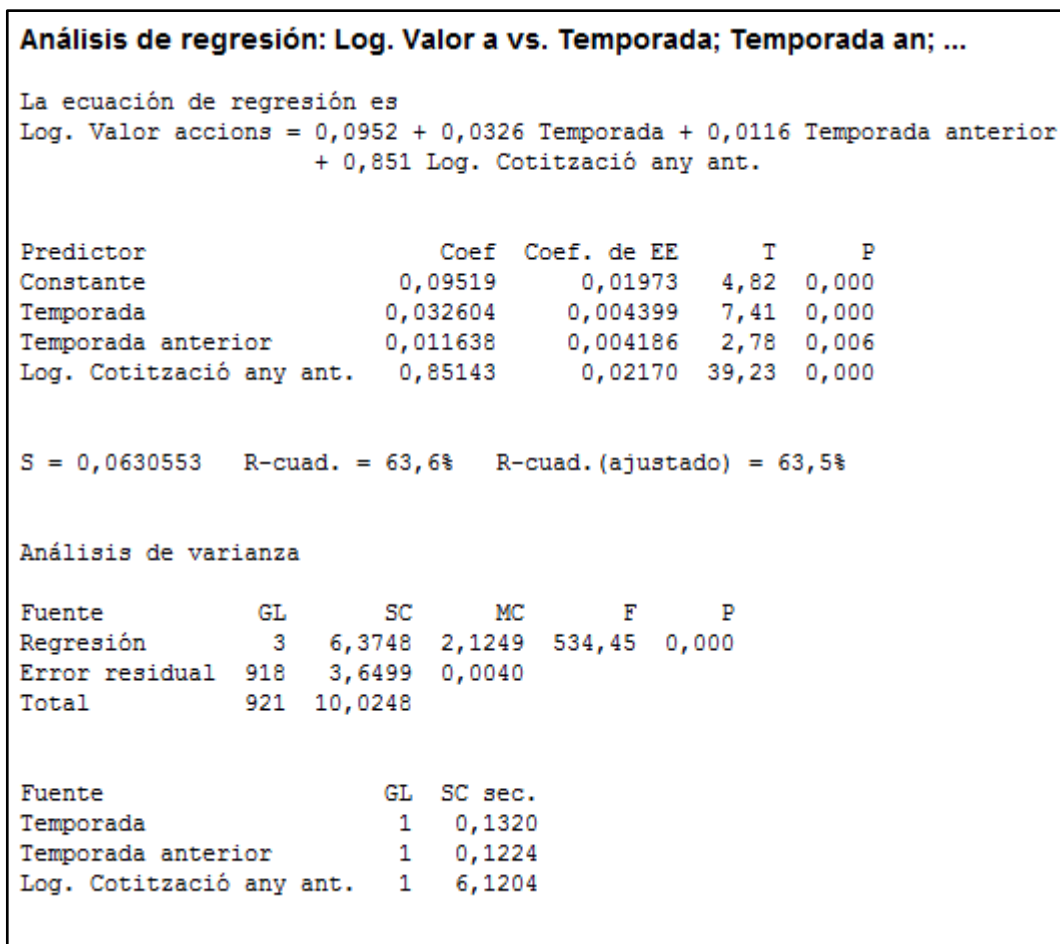 Análisis de regresión: Log. Valor a vs. Temporada; Temporada an; ...
La ecuación de regresión es
Log. Valor accions = 0,0952 + 0,0326 Temporada + 0,0116 Temporada anterior
+ 0,851 Log. Cotització any ant.
Predictor Coef Coef. de EE T P
Constante 0,09519 0,01973 4,82 0,000
Temporada 0,032604 0,004399 7,41 0,000
Temporada anterior 0,011638 0,004186 2,78 0,006
Log. Cotització any ant. 0,85143 0,02170 39,23 0,000
S = 0,0630553 R-cuad. = 63,6% R-cuad.(ajustado) = 63,5%
Análisis de varianza
Fuente GL SC MC F P
Regresión 3 6,3748 2,1249 534,45 0,000
Error residual 918 3,6499 0,0040
Total 921 10,0248
Fuente GL SC sec.
Temporada 1 0,1320
Temporada anterior 1 0,1224
Log. Cotització any ant. 1 6,1204